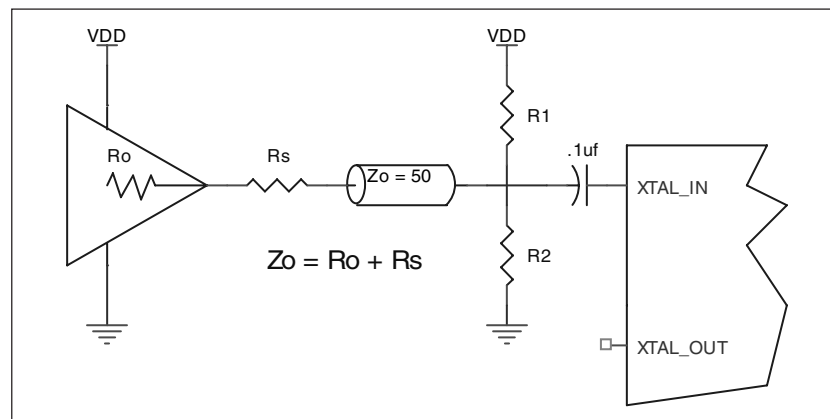 VDD
VDD
R1
Ro
Rs
Zo = 50
.1uf
XTAL_IN
Zo = Ro + Rs
R2
XTAL_OUT